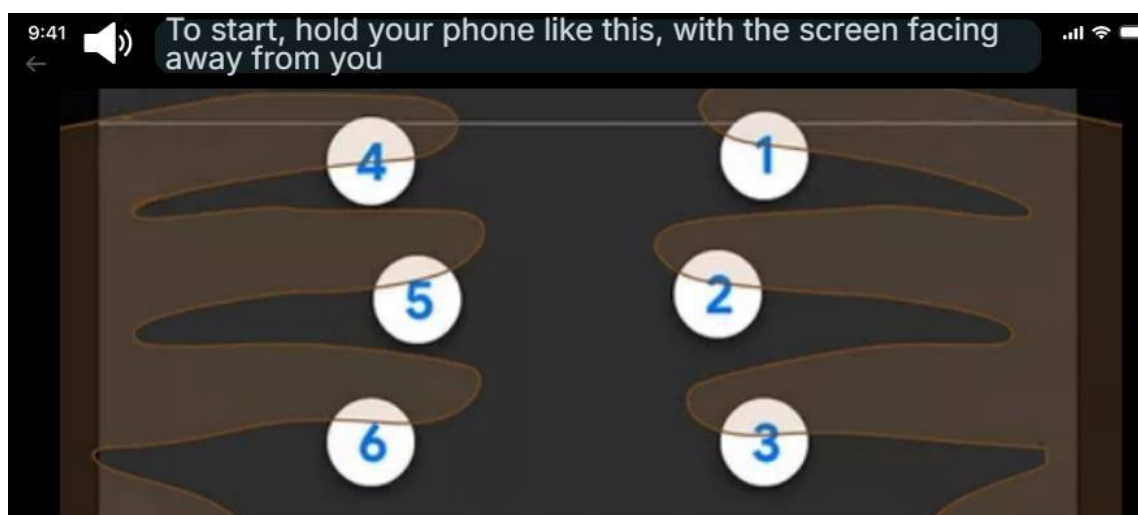 9:41
To start, hold your phone like this, with the screen facing
away from you
4 1
5 2
6 3